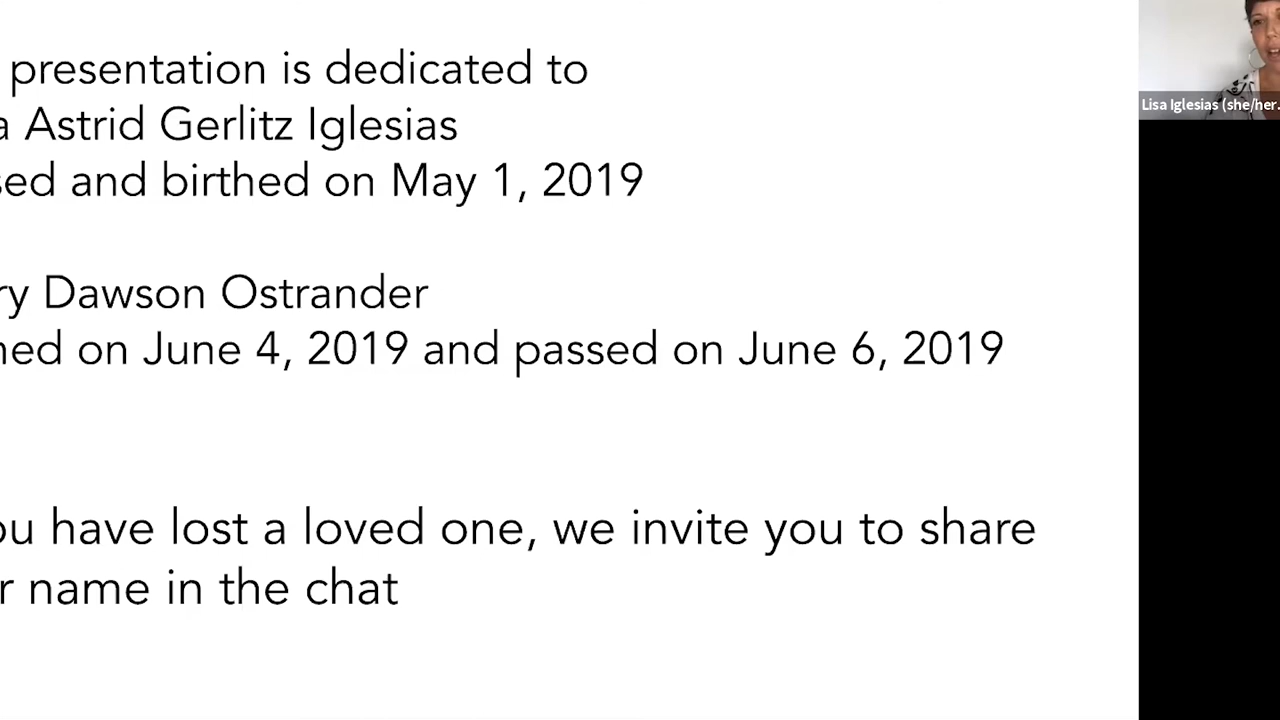 presentation is dedicated to
a Astrid Gerlitz Iglesias
sed and birthed on May 1, 2019
ry Dawson Ostrander
ned on June 4, 2019 and passed on June 6, 2019
ou have lost a loved one, we invite you to share
r name in the chat
Lisa Iglesias (she/her.